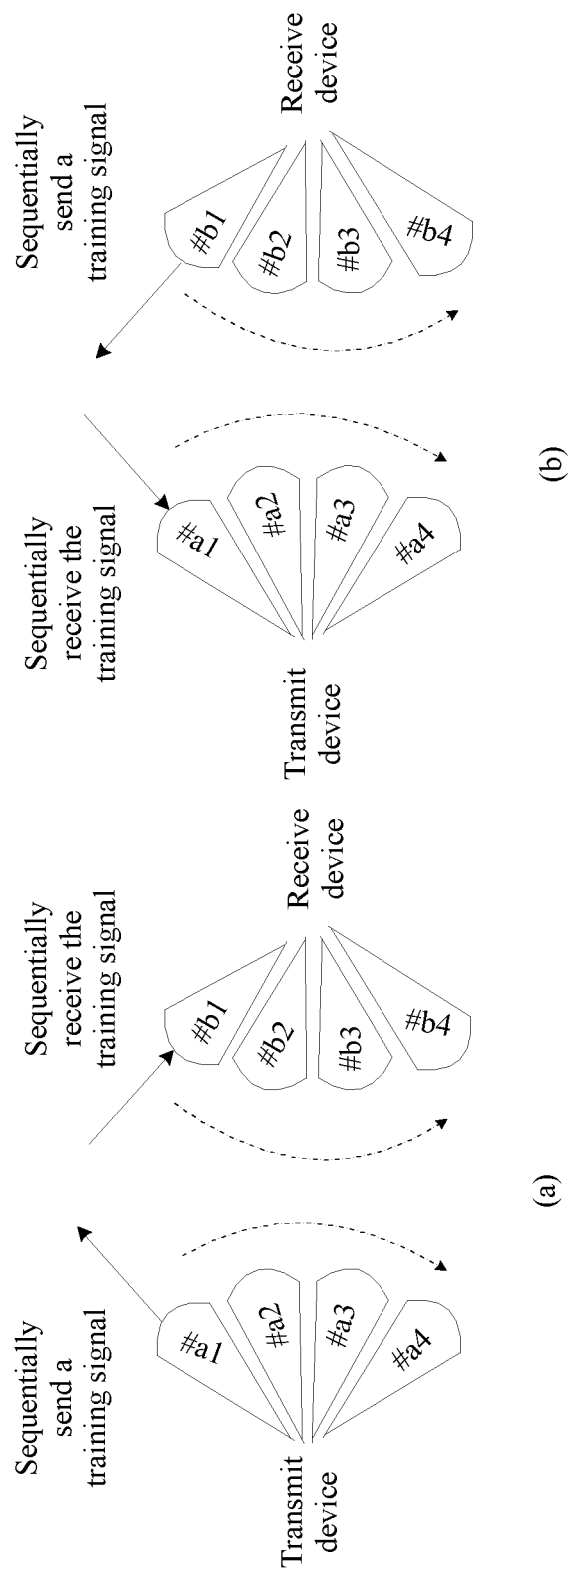 Sequentially
send a
training signal
Sequentially
receive the
training signal
#a1
#a2
#a3
#a4
#b1
#b2
#b3
#b4
Transmit
device
Receive
device
(a)
Sequentially
receive the
training signal
Sequentially
send a
training signal
#a1
#a2
#a3
#a4
#b1
#b2
#b3
#b4
Transmit
device
Receive
device
(b)